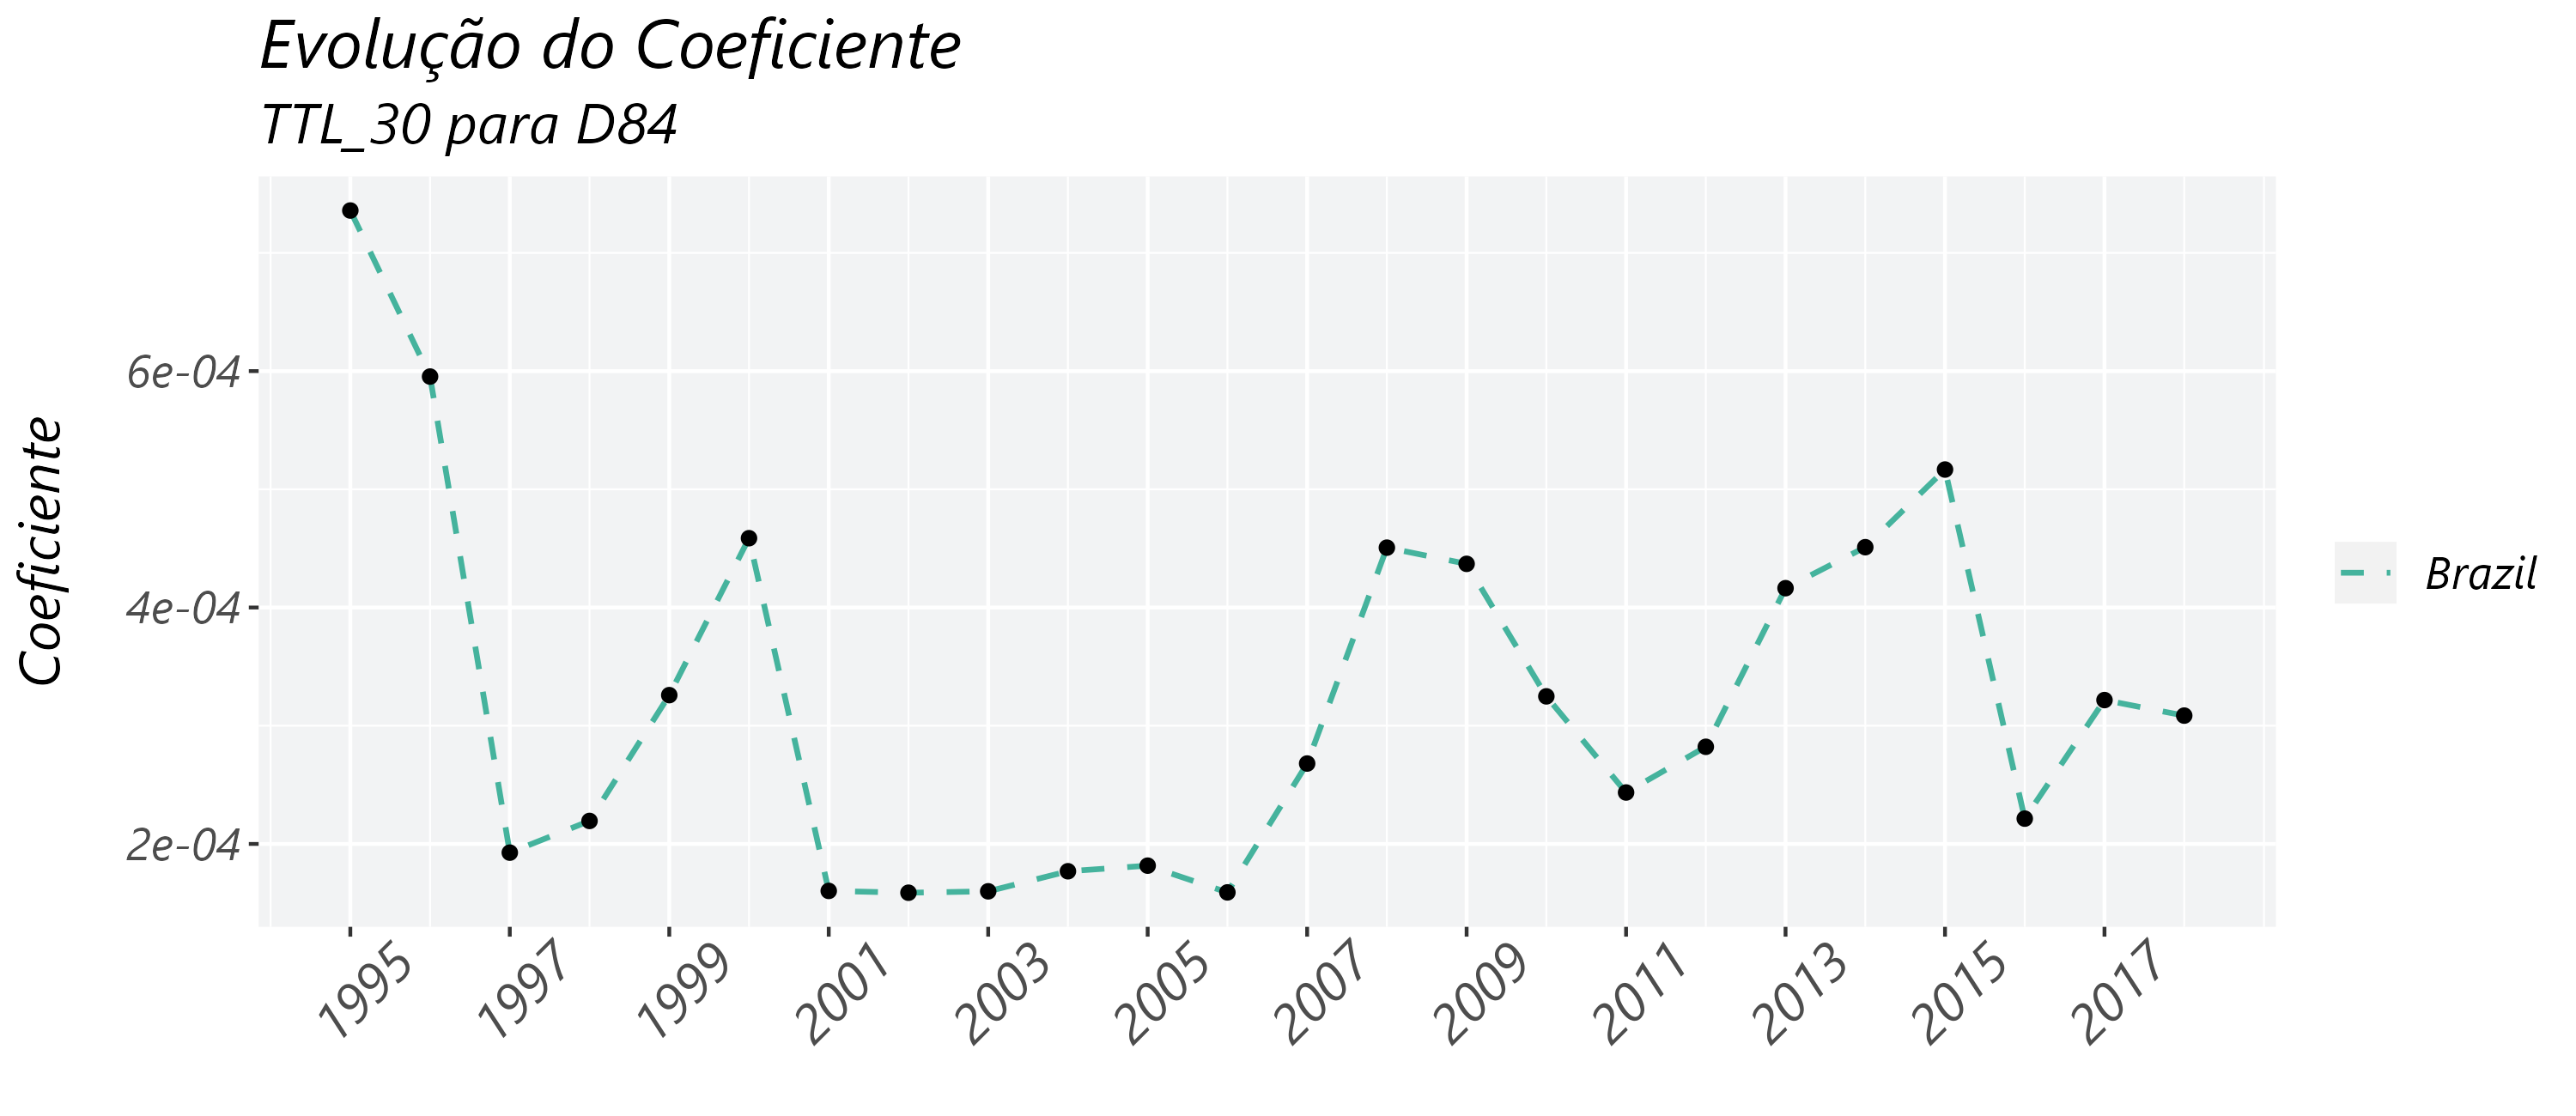 Evolução do Coeficiente
TTL_30 para D84
Coeficiente
6e-04
4e-04
2e-04
1995
1997
1999
2001
2003
2005
2007
2009
2011
2013
2015
2017
Brazil